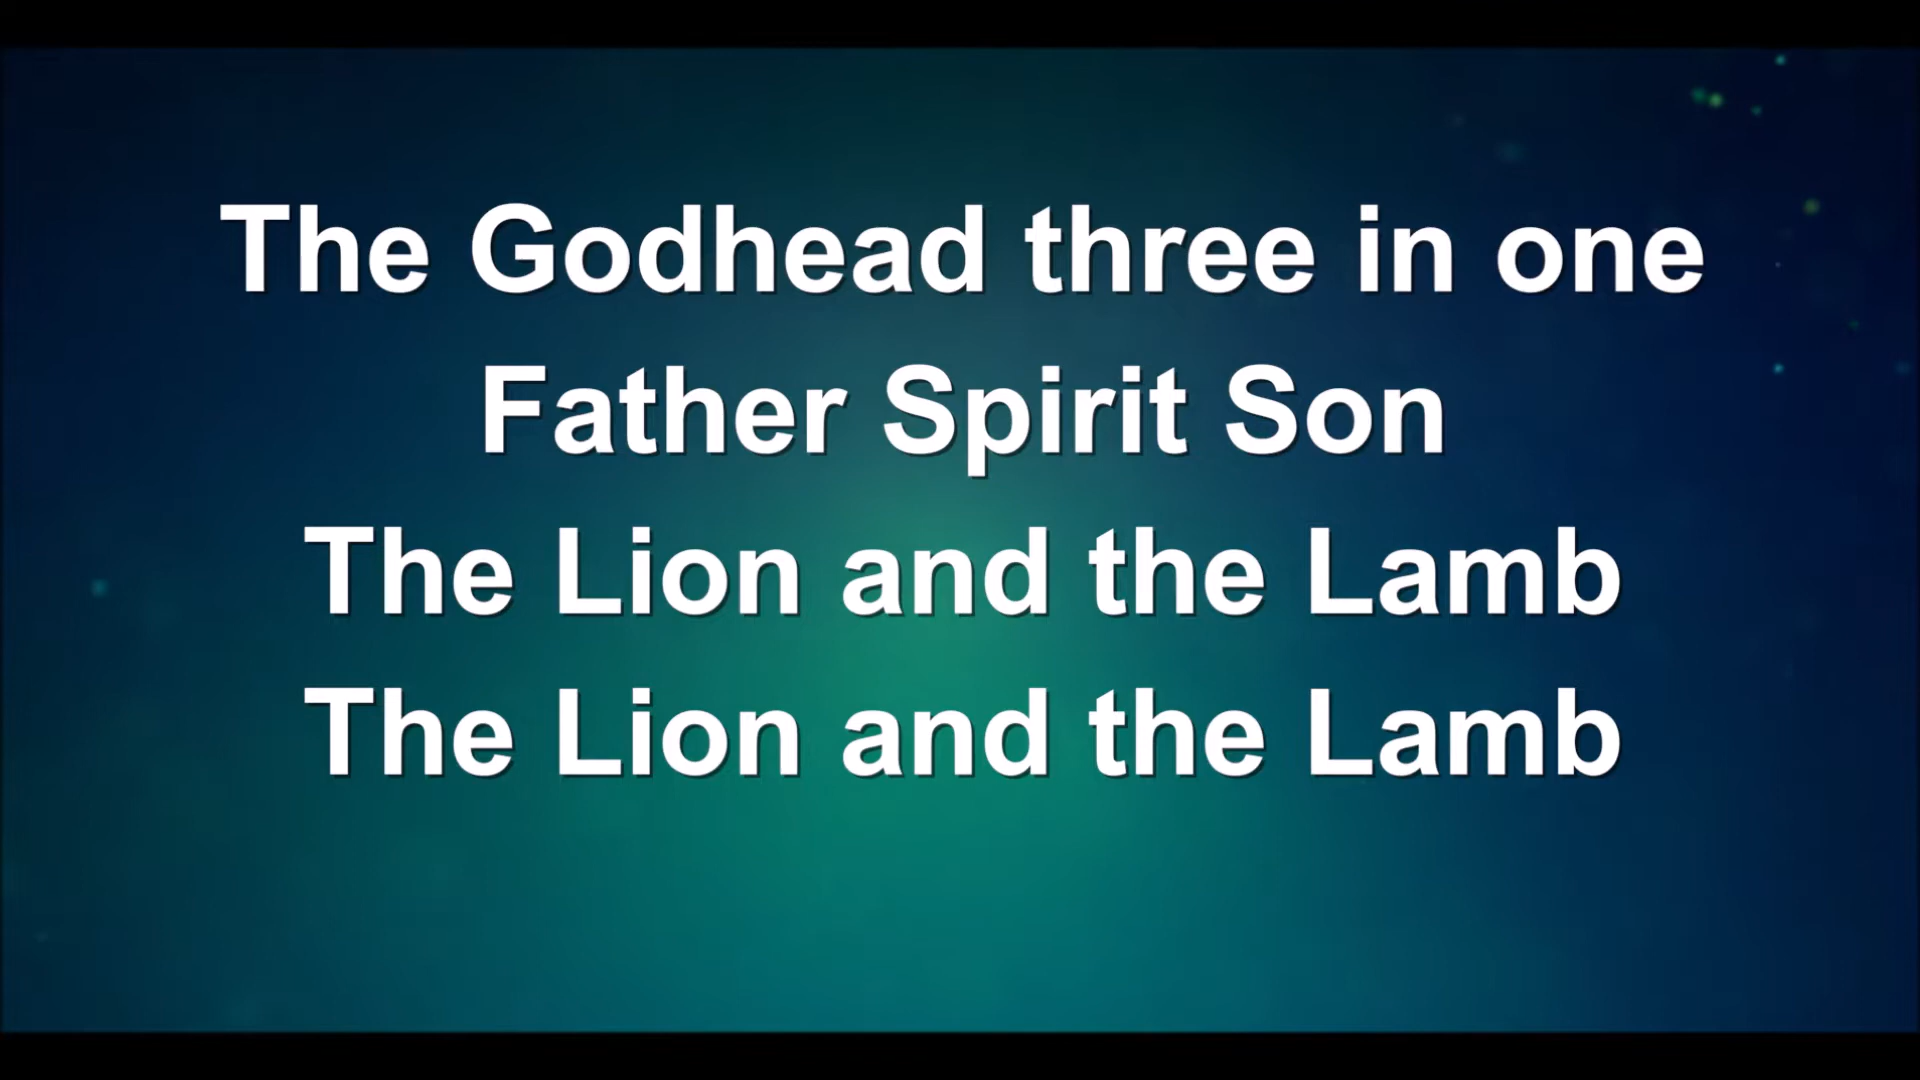 The Godhead three in one
Father Spirit Son
The Lion and the Lamb
The Lion and the Lamb